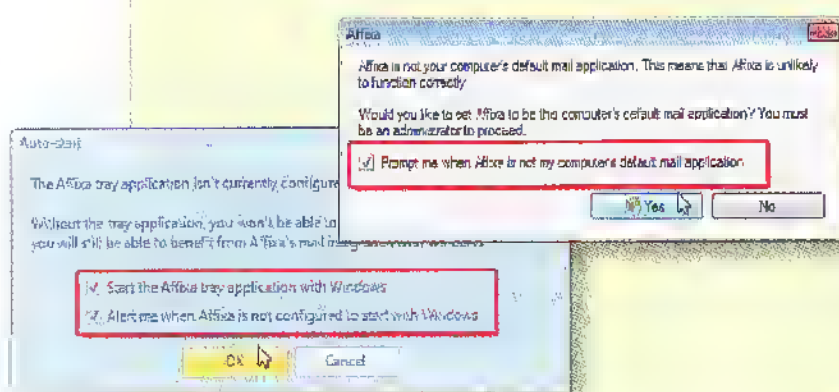 Affixa
Affixa is not your computer's default mail application. This means that Affixa is unlikely
to function correctly
Would you like to set Affixa to be this computer's default mail application? You must
be an administrator to proceed.
Prompt me when Affixa is not my computer's default mail application
Yes
No
Auto-start
The Affixa tray application isn't currently configure
Without the tray application, you won't be able to
you will still be able to benefit from Affixa's mail
Start the Affixa tray application with Windows
Alert me when Affixa is not configured to start with Windows
OK
Cancel